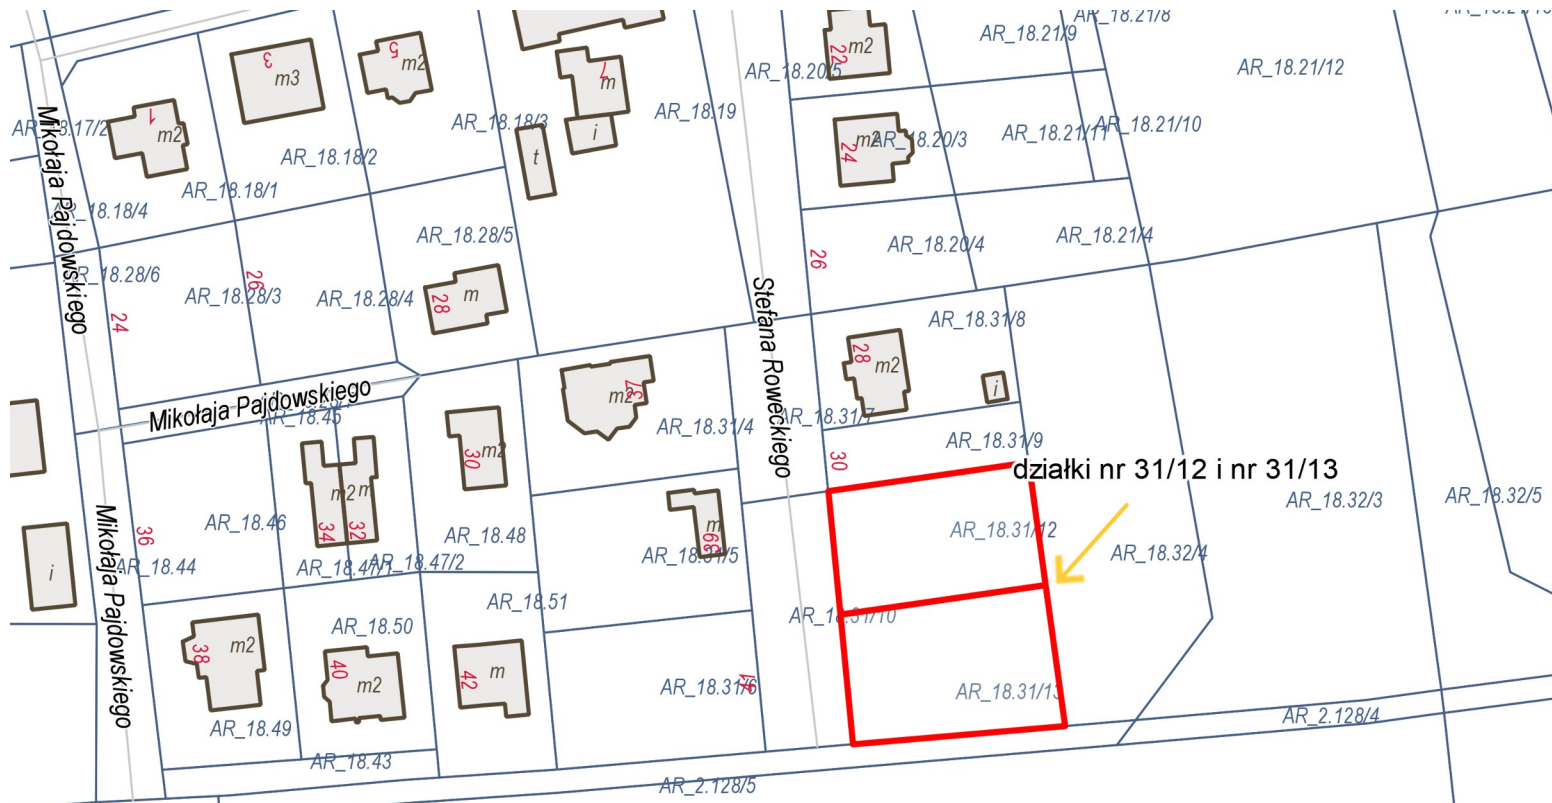 AR_18.21/8
AR_18.21/9
AR_18.21/12
22
m2
AR_18.20/5
3
m3
5
m2
7
m
AR_18.18/3
AR_18.19
i
t
1
m2
AR_18.18/2
AR_18.18/1
AR_18.18/4
24
m2
AR_18.20/3
AR_18.21/11
AR_18.21/10
Mikołaja Pajdowskiego
AR_18.28/5
AR_18.20/4
AR_18.21/4
26
AR_18.28/6
26
AR_18.28/3
AR_18.28/4
28
m
24
Stefana Roweckiego
AR_18.31/8
28
m2
i
Mikołaja Pajdowskiego
AR_18.45
37
m2
AR_18.31/4
AR_18.31/7
AR_18.31/9
30
30
m2
m2
m
34
32
działki nr 31/12 i nr 31/13
AR_18.32/3
AR_18.32/5
AR_18.46
36
AR_18.48
m
39
AR_18.31/5
AR_18.31/12
AR_18.32/4
AR_18.44
AR_18.47/1
AR_18.47/2
i
Mikołaja Pajdowskiego
AR_18.51
AR_18.31/10
AR_18.50
38
m2
40
m2
42
m
AR_18.31/6
41
AR_18.31/13
AR_18.49
AR_2.128/4
AR_18.43
AR_2.128/5